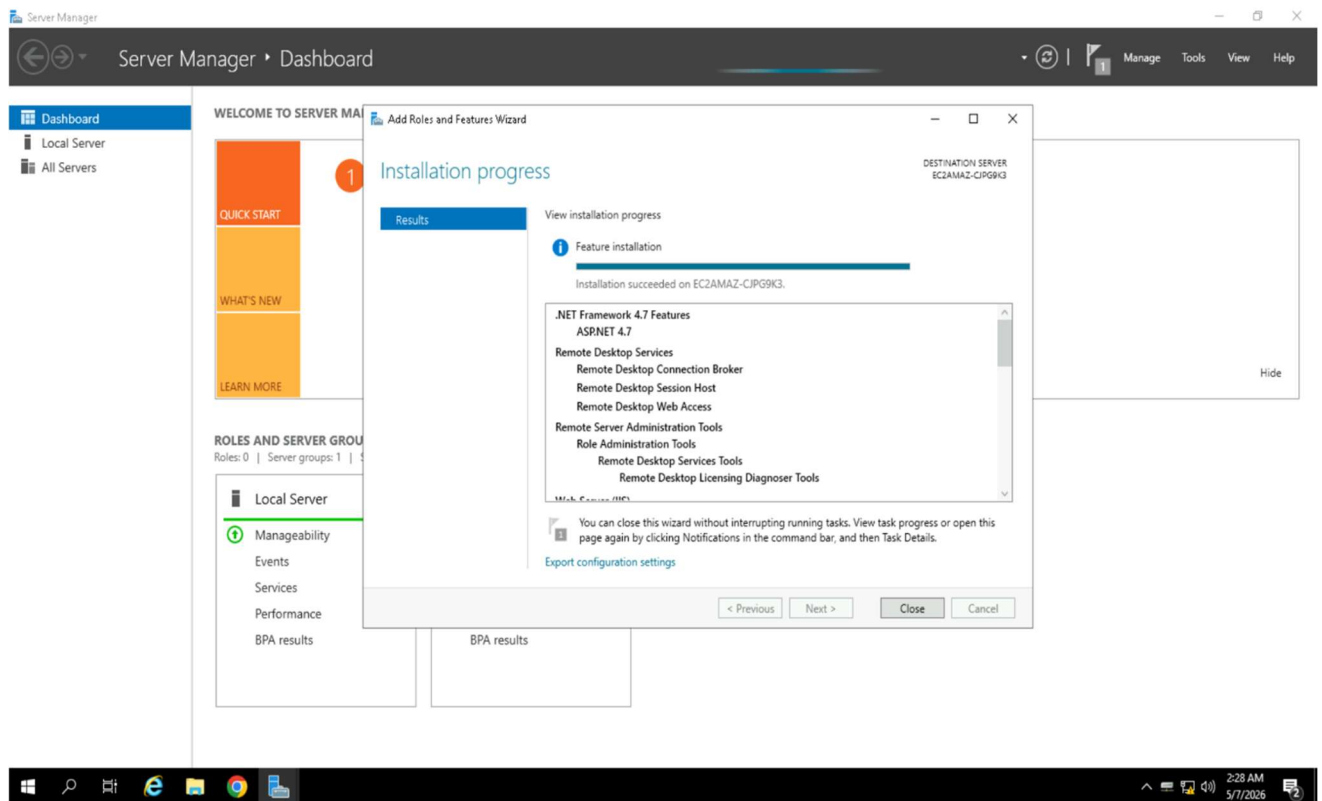 Server Manager
Server Manager • Dashboard
1
Manage Tools View Help
Dashboard
Local Server
All Servers
WELCOME TO SERVER MA
QUICK START
WHAT'S NEW
LEARN MORE
1
Hide
ROLES AND SERVER GROU
Roles: 0 | Server groups: 1 |
Local Server
Manageability
Events
Services
Performance
BPA results
BPA results
Add Roles and Features Wizard
Installation progress
DESTINATION SERVER
EC2AMAZ-CJPG9K3
Results
View installation progress
Feature installation
Installation succeeded on EC2AMAZ-CJPG9K3.
.NET Framework 4.7 Features
ASP.NET 4.7
Remote Desktop Services
Remote Desktop Connection Broker
Remote Desktop Session Host
Remote Desktop Web Access
Remote Server Administration Tools
Role Administration Tools
Remote Desktop Services Tools
Remote Desktop Licensing Diagnoser Tools
Web Server (IIS)
1
You can close this wizard without interrupting running tasks. View task progress or open this
page again by clicking Notifications in the command bar, and then Task Details.
Export configuration settings
< Previous Next > Close Cancel
2:28 AM
5/7/2026
2